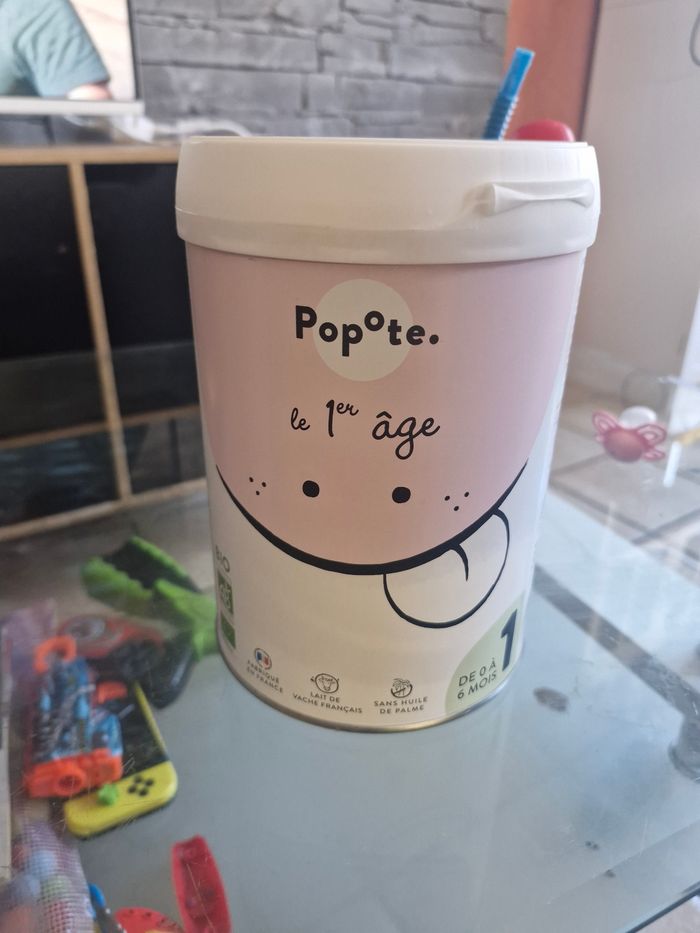 Popote.
le 1er âge
BIO
AB
FABRIQUÉ
EN FRANCE
LAIT DE
VACHE FRANÇAIS
SANS HUILE
DE PALME
DE 0 À
6 MOIS
1